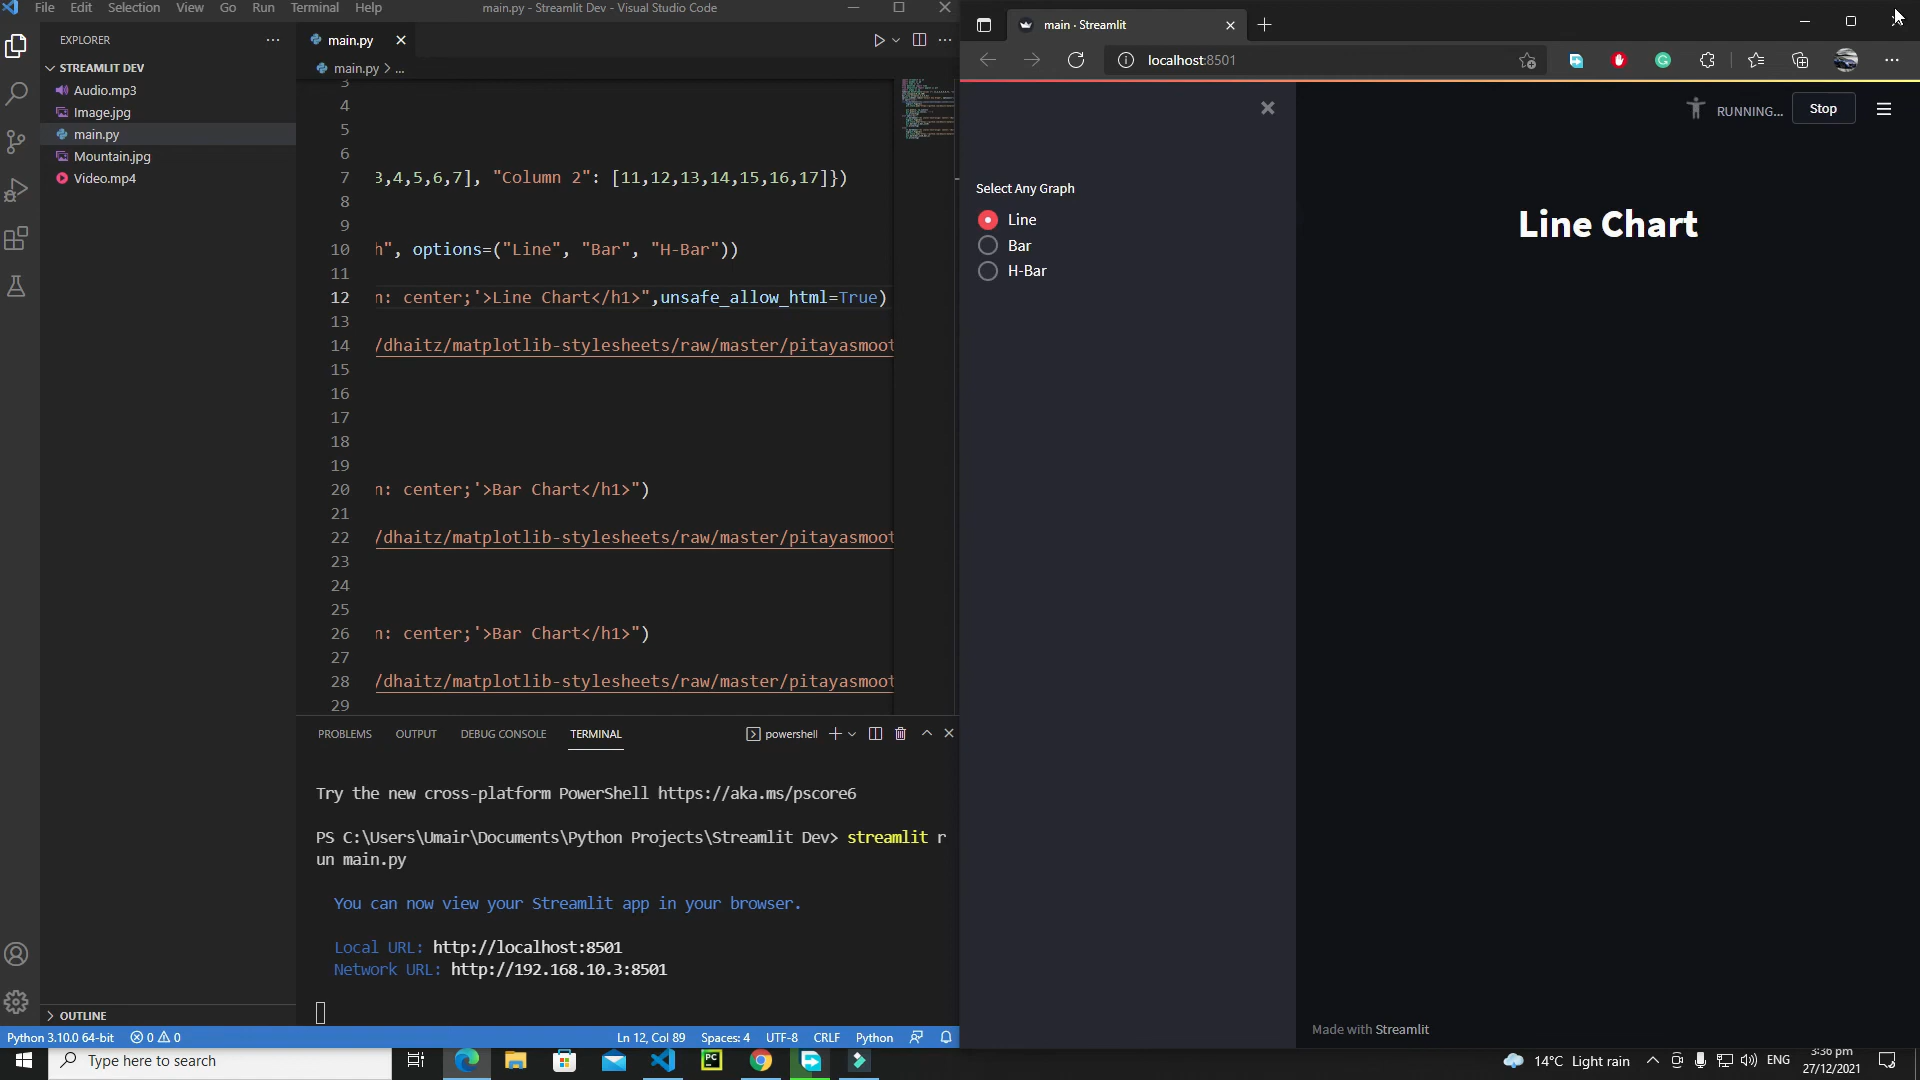 File Edit Selection View Go Run Terminal Help
main.py - Streamlit Dev - Visual Studio Code
EXPLORER
STREAMLIT DEV
Audio.mp3
Image.jpg
main.py
Mountain.jpg
Video.mp4
OUTLINE
main.py
main.py > ...
3
4
5
6
7 3,4,5,6,7], "Column 2": [11,12,13,14,15,16,17]})
8
9
10 h", options=("Line", "Bar", "H-Bar"))
11
12 n: center;'>Line Chart</h1>",unsafe_allow_html=True)
13
14 /dhaitz/matplotlib-stylesheets/raw/master/pitayasmoot
15
16
17
18
19
20 n: center;'>Bar Chart</h1>")
21
22 /dhaitz/matplotlib-stylesheets/raw/master/pitayasmoot
23
24
25
26 n: center;'>Bar Chart</h1>")
27
28 /dhaitz/matplotlib-stylesheets/raw/master/pitayasmoot
29
PROBLEMS OUTPUT DEBUG CONSOLE TERMINAL
powershell
Try the new cross-platform PowerShell https://aka.ms/pscore6
PS C:\Users\Umair\Documents\Python Projects\Streamlit Dev> streamlit r
un main.py
You can now view your Streamlit app in your browser.
Local URL: http://localhost:8501
Network URL: http://192.168.10.3:8501
Python 3.10.0 64-bit 0 0
Ln 12, Col 89 Spaces: 4 UTF-8 CRLF Python
main · Streamlit
localhost:8501
RUNNING...
Stop
Select Any Graph
Line
Bar
H-Bar
Line Chart
Made with Streamlit
Type here to search
PC
14°C Light rain
ENG
3:36 pm
27/12/2021